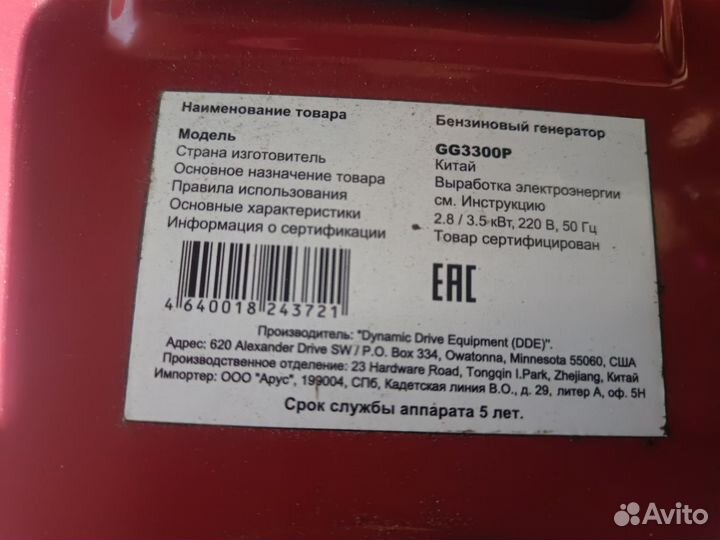 Наименование товара Бензиновый генератор
Модель GG3300P
Страна изготовитель Китай
Основное назначение товара Выработка электроэнергии
Правила использования см. Инструкцию
Основные характеристики 2.8 / 3.5 кВт, 220 В, 50 Гц
Информация о сертификации Товар сертифицирован
4 640018 243721
EAC
Производитель: "Dynamic Drive Equipment (DDE)".
Адрес: 620 Alexander Drive SW / P.O. Box 334, Owatonna, Minnesota 55060, США
Производственное отделение: 23 Hardware Road, Tongqin I.Park, Zhejiang, Китай
Импортер: ООО "Арус", 199004, СПб, Кадетская линия В.О., д. 29, литер А, оф. 5Н
Срок службы аппарата 5 лет.
Avito